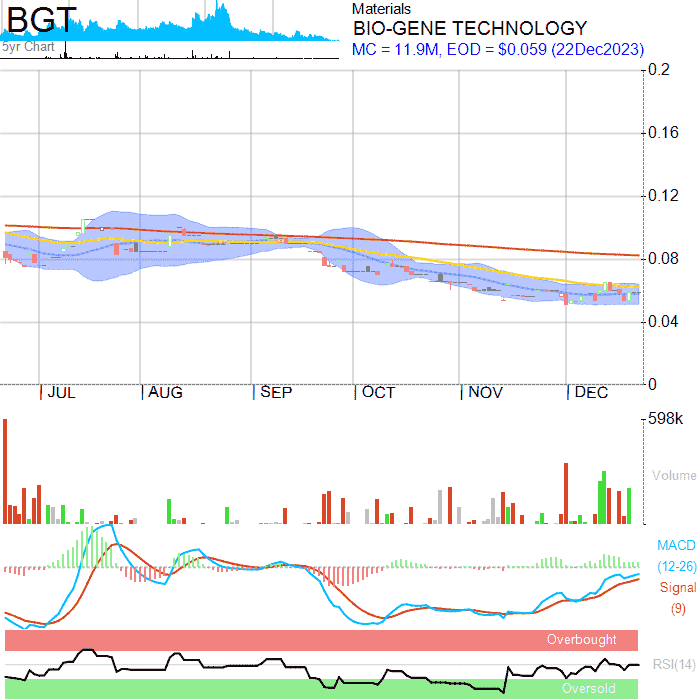 BGT
5yr Chart
Materials
BIO-GENE TECHNOLOGY
MC = 11.9M, EOD = $0.059 (22Dec2023)
0.2
0.16
0.12
0.08
0.04
0
JUL AUG SEP OCT NOV DEC
598k
Volume
MACD
(12-26)
Signal
(9)
Overbought
RSI(14)
Oversold